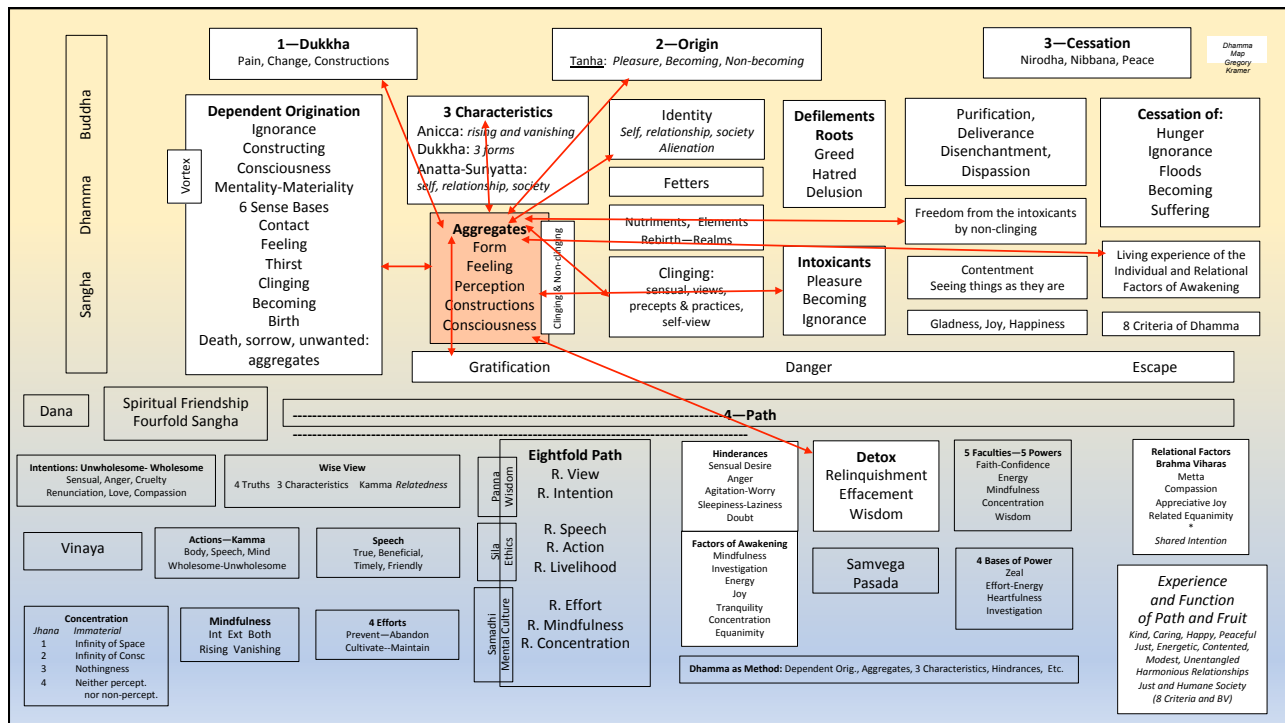 1—Dukkha
Pain, Change, Constructions
2—Origin
Tanha: Pleasure, Becoming, Non-becoming
3—Cessation
Nirodha, Nibbana, Peace
Dhamma
Map
Gregory
Kramer
Buddha
Dhamma
Sangha
Vortex
Dependent Origination
Ignorance
Constructing
Consciousness
Mentality-Materiality
6 Sense Bases
Contact
Feeling
Thirst
Clinging
Becoming
Birth
Death, sorrow, unwanted:
aggregates
3 Characteristics
Anicca: rising and vanishing
Dukkha: 3 forms
Anatta-Sunyatta:
self, relationship, society
Aggregates
Form
Feeling
Perception
Constructions
Consciousness
Clinging & Non-clinging
Identity
Self, relationship, society
Alienation
Fetters
Nutriments, Elements
Rebirth—Realms
Clinging:
sensual, views,
precepts & practices,
self-view
Defilements
Roots
Greed
Hatred
Delusion
Intoxicants
Pleasure
Becoming
Ignorance
Purification,
Deliverance
Disenchantment,
Dispassion
Freedom from the intoxicants
by non-clinging
Contentment
Seeing things as they are
Gladness, Joy, Happiness
Cessation of:
Hunger
Ignorance
Floods
Becoming
Suffering
Living experience of the
Individual and Relational
Factors of Awakening
8 Criteria of Dhamma
Gratification Danger Escape
Dana
Spiritual Friendship
Fourfold Sangha
4—Path
Intentions: Unwholesome- Wholesome
Sensual, Anger, Cruelty
Renunciation, Love, Compassion
Wise View
4 Truths 3 Characteristics Kamma Relatedness
Vinaya
Actions—Kamma
Body, Speech, Mind
Wholesome-Unwholesome
Speech
True, Beneficial,
Timely, Friendly
Concentration
Jhana Immaterial
1 Infinity of Space
2 Infinity of Consc
3 Nothingness
4 Neither percept.
nor non-percept.
Mindfulness
Int Ext Both
Rising Vanishing
4 Efforts
Prevent—Abandon
Cultivate--Maintain
Panna
Wisdom
Sila
Ethics
Samadhi
Mental Culture
Eightfold Path
R. View
R. Intention
R. Speech
R. Action
R. Livelihood
R. Effort
R. Mindfulness
R. Concentration
Hinderances
Sensual Desire
Anger
Agitation-Worry
Sleepiness-Laziness
Doubt
Factors of Awakening
Mindfulness
Investigation
Energy
Joy
Tranquility
Concentration
Equanimity
Detox
Relinquishment
Effacement
Wisdom
Samvega
Pasada
5 Faculties—5 Powers
Faith-Confidence
Energy
Mindfulness
Concentration
Wisdom
4 Bases of Power
Zeal
Effort-Energy
Heartfulness
Investigation
Relational Factors
Brahma Viharas
Metta
Compassion
Appreciative Joy
Related Equanimity
*
Shared Intention
Experience
and Function
of Path and Fruit
Kind, Caring, Happy, Peaceful
Just, Energetic, Contented,
Modest, Unentangled
Harmonious Relationships
Just and Humane Society
(8 Criteria and BV)
Dhamma as Method: Dependent Orig., Aggregates, 3 Characteristics, Hindrances, Etc.